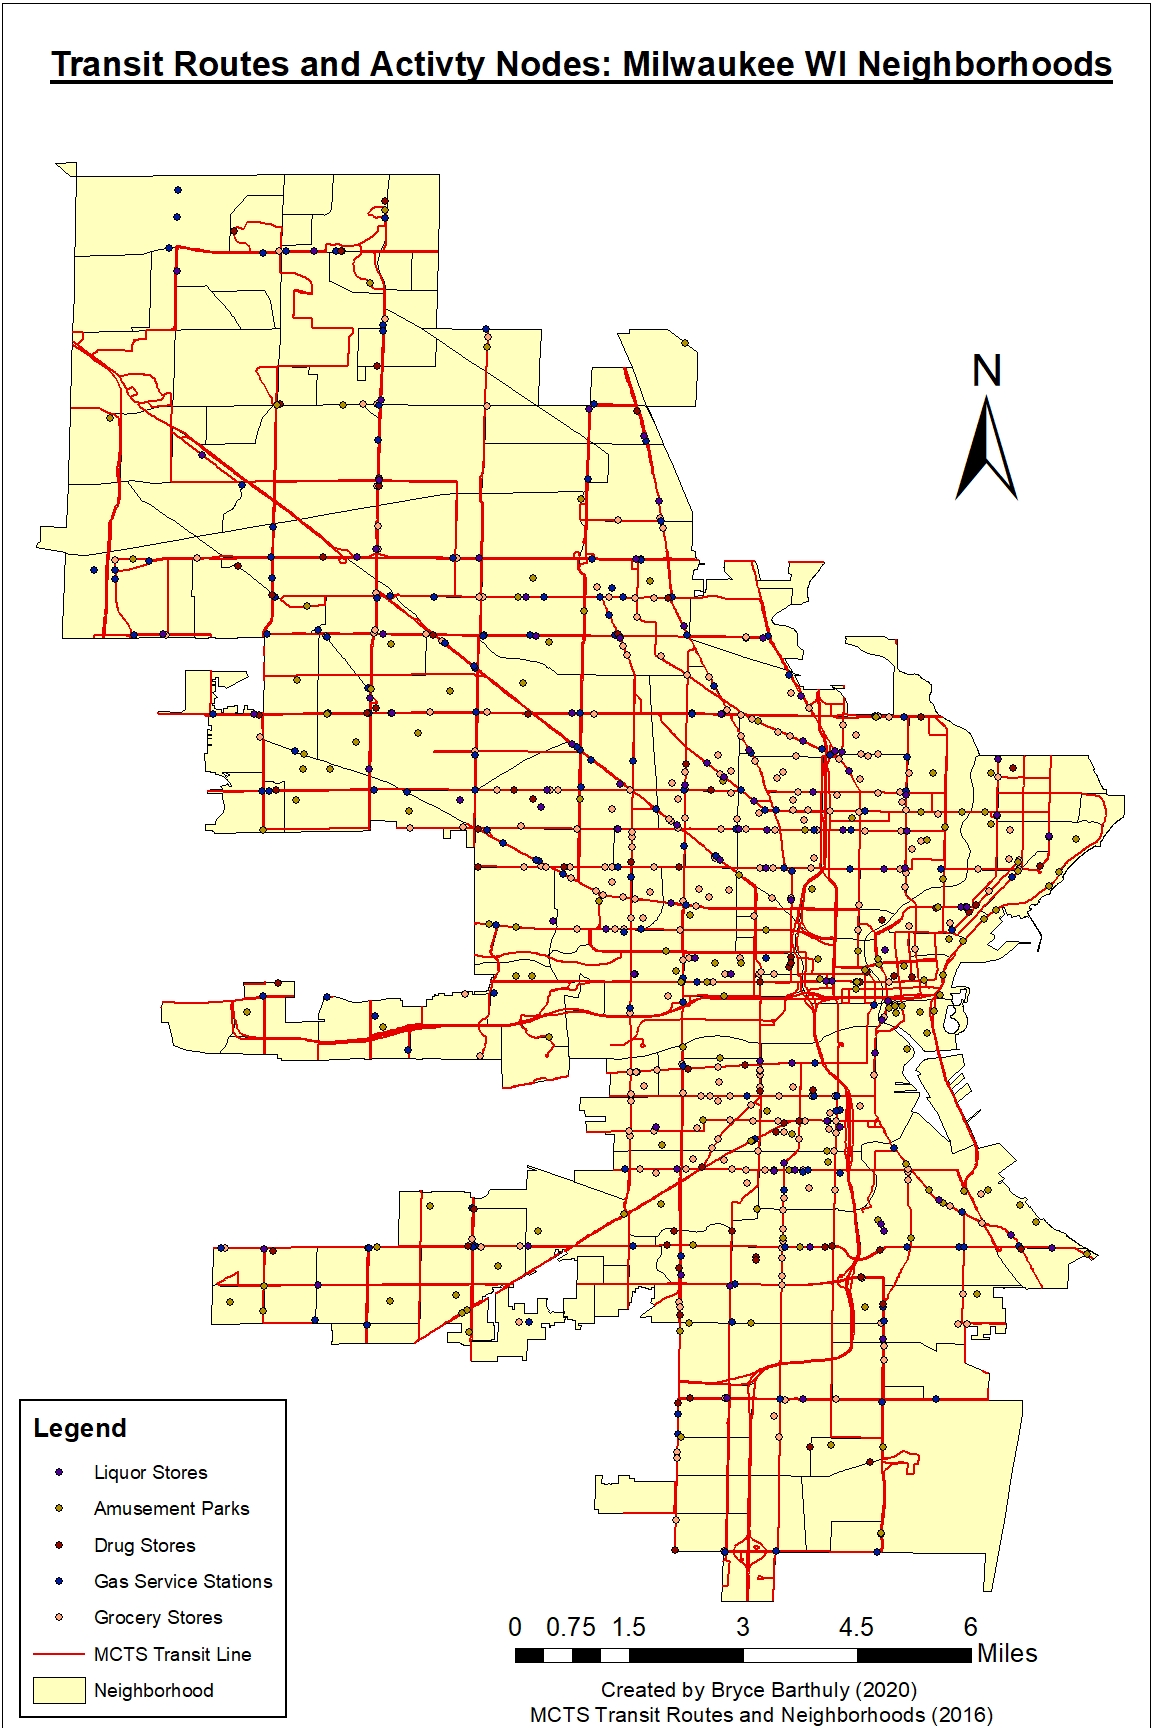 Transit Routes and Activty Nodes: Milwaukee WI Neighborhoods
N
Legend
Liquor Stores
Amusement Parks
Drug Stores
Gas Service Stations
Grocery Stores
MCTS Transit Line
Neighborhood
0 0.75 1.5 3 4.5 6
Miles
Created by Bryce Barthuly (2020)
MCTS Transit Routes and Neighborhoods (2016)